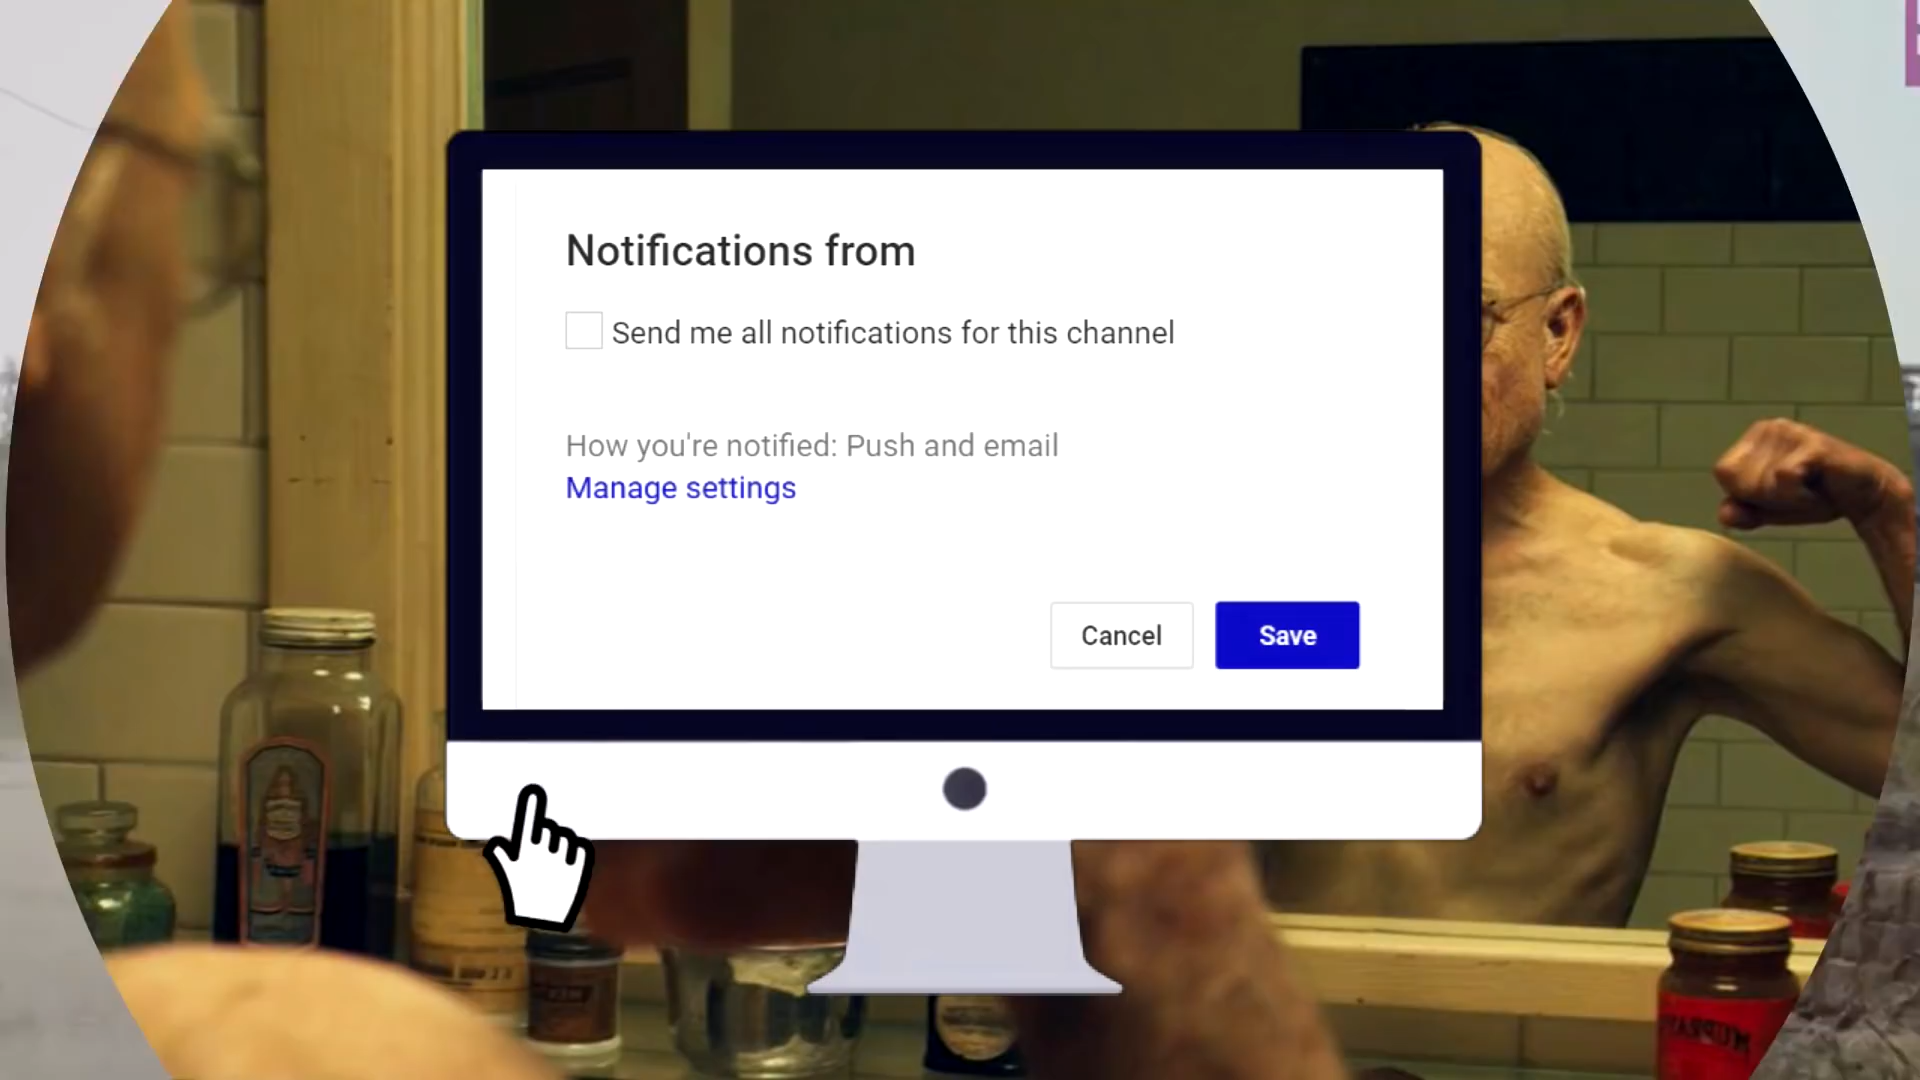 Notifications from
Send me all notifications for this channel
How you're notified: Push and email
Manage settings
Cancel
Save